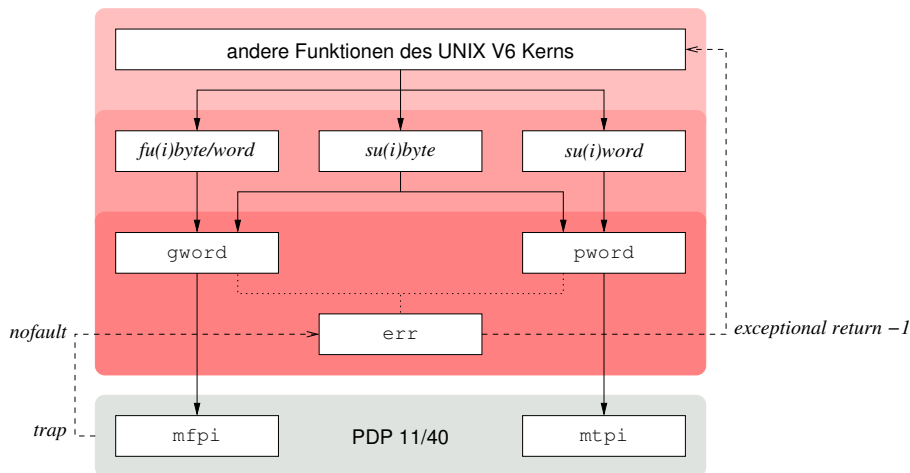 andere Funktionen des UNIX V6 Kerns
fu(i)byte/word
su(i)byte
su(i)word
gword
pword
nofault
err
exceptional return −1
trap
mfpi
PDP 11/40
mtpi